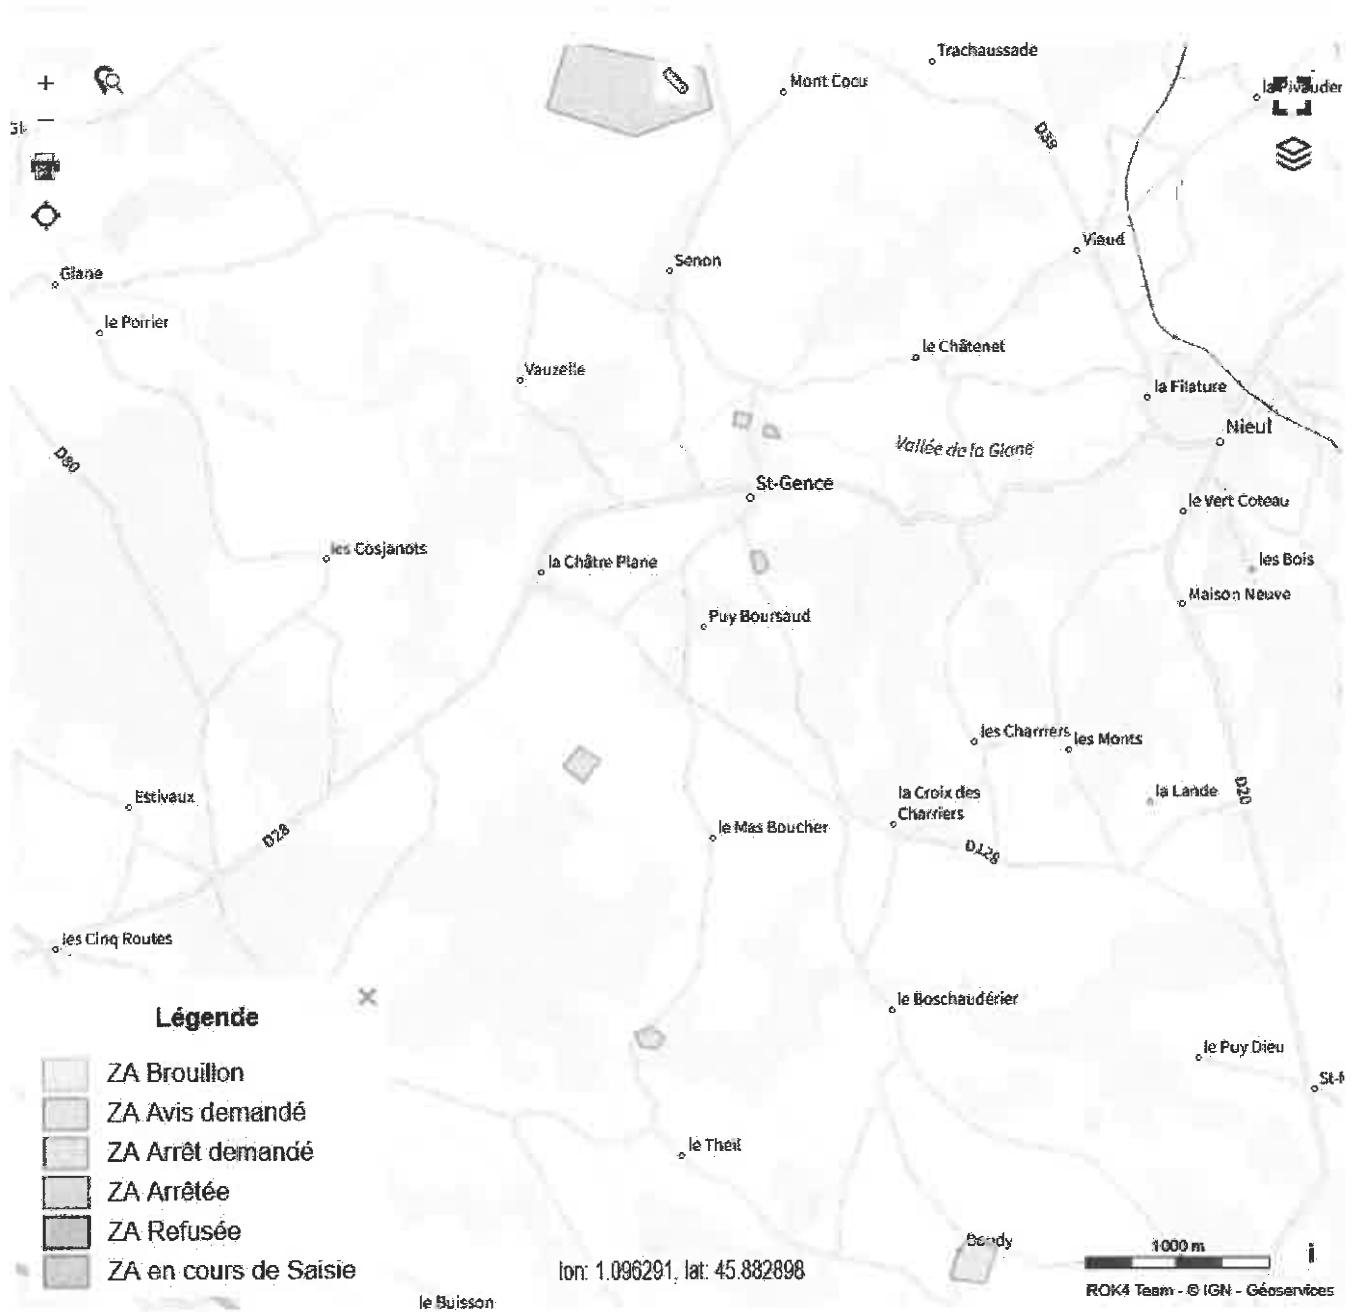 Trachaussade
Mont Cocu
D39
Viaud
Senon
Glane
le Poirier
le Châtenet
Vauzelle
la Filature
Nieul
Vallée de la Glane
D80
St-Gence
le Vert Coteau
les Cosjanots
la Châtre Plane
les Bois
Maison Neuve
Puy Boursaud
les Charriers
les Monts
la Lande
D20
Estivaux
la Croix des
Charriers
D28
le Mas Boucher
D128
les Cinq Routes
le Boschaudérier
Légende
ZA Brouillon
ZA Avis demandé
ZA Arrêt demandé
ZA Arrêtée
ZA Refusée
ZA en cours de Saisie
le Puy Dieu
le Theil
1000 m
lon: 1.096291, lat: 45.882898
ROK4 Team - © IGN - Géoservices
le Buisson